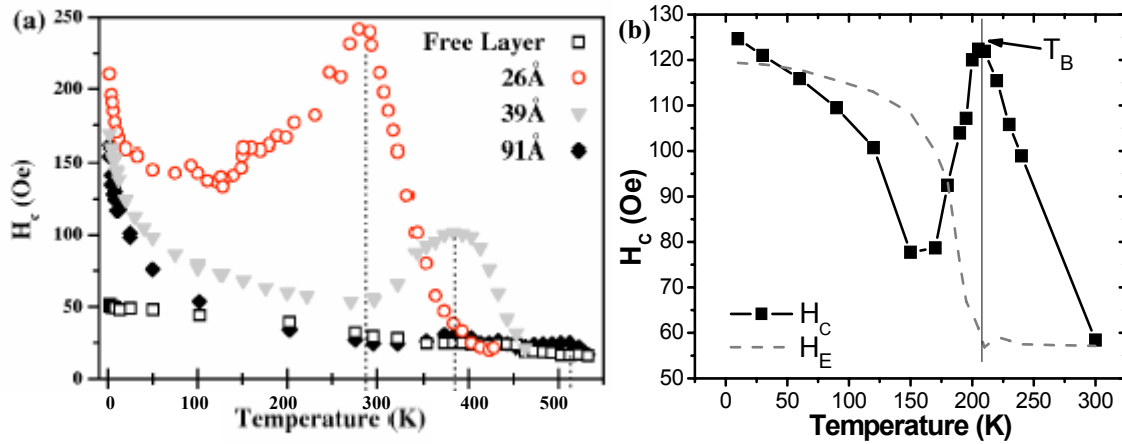 (a)
250
200
150
100
50
0
H_c (Oe)
Free Layer
26Å
39Å
91Å
0 100 200 300 400 500
Temperature (K)
(b)
130
120
110
100
90
80
70
60
50
H_C (Oe)
T_B
H_C
H_E
0 50 100 150 200 250 300
Temperature (K)